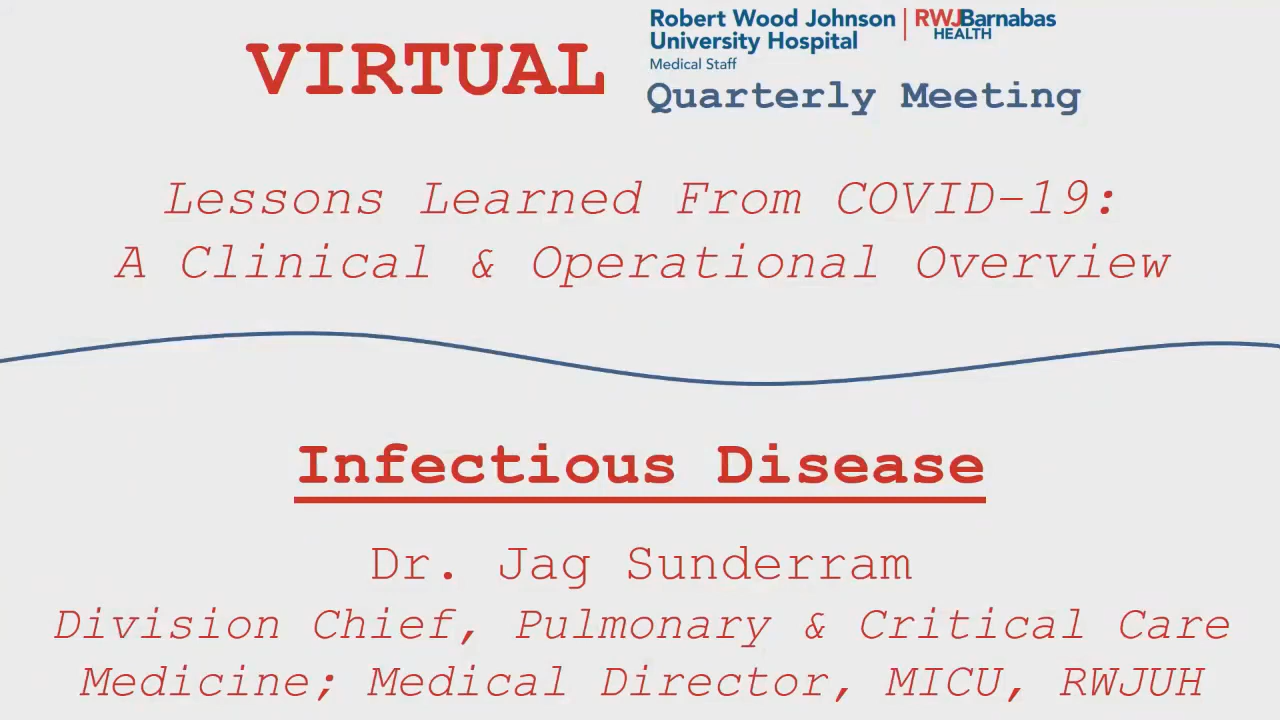 VIRTUAL
Robert Wood Johnson
University Hospital
Medical Staff
RWJBarnabas
HEALTH
Quarterly Meeting
Lessons Learned From COVID-19:
A Clinical & Operational Overview
Infectious Disease
Dr. Jag Sunderram
Division Chief, Pulmonary & Critical Care
Medicine; Medical Director, MICU, RWJUH